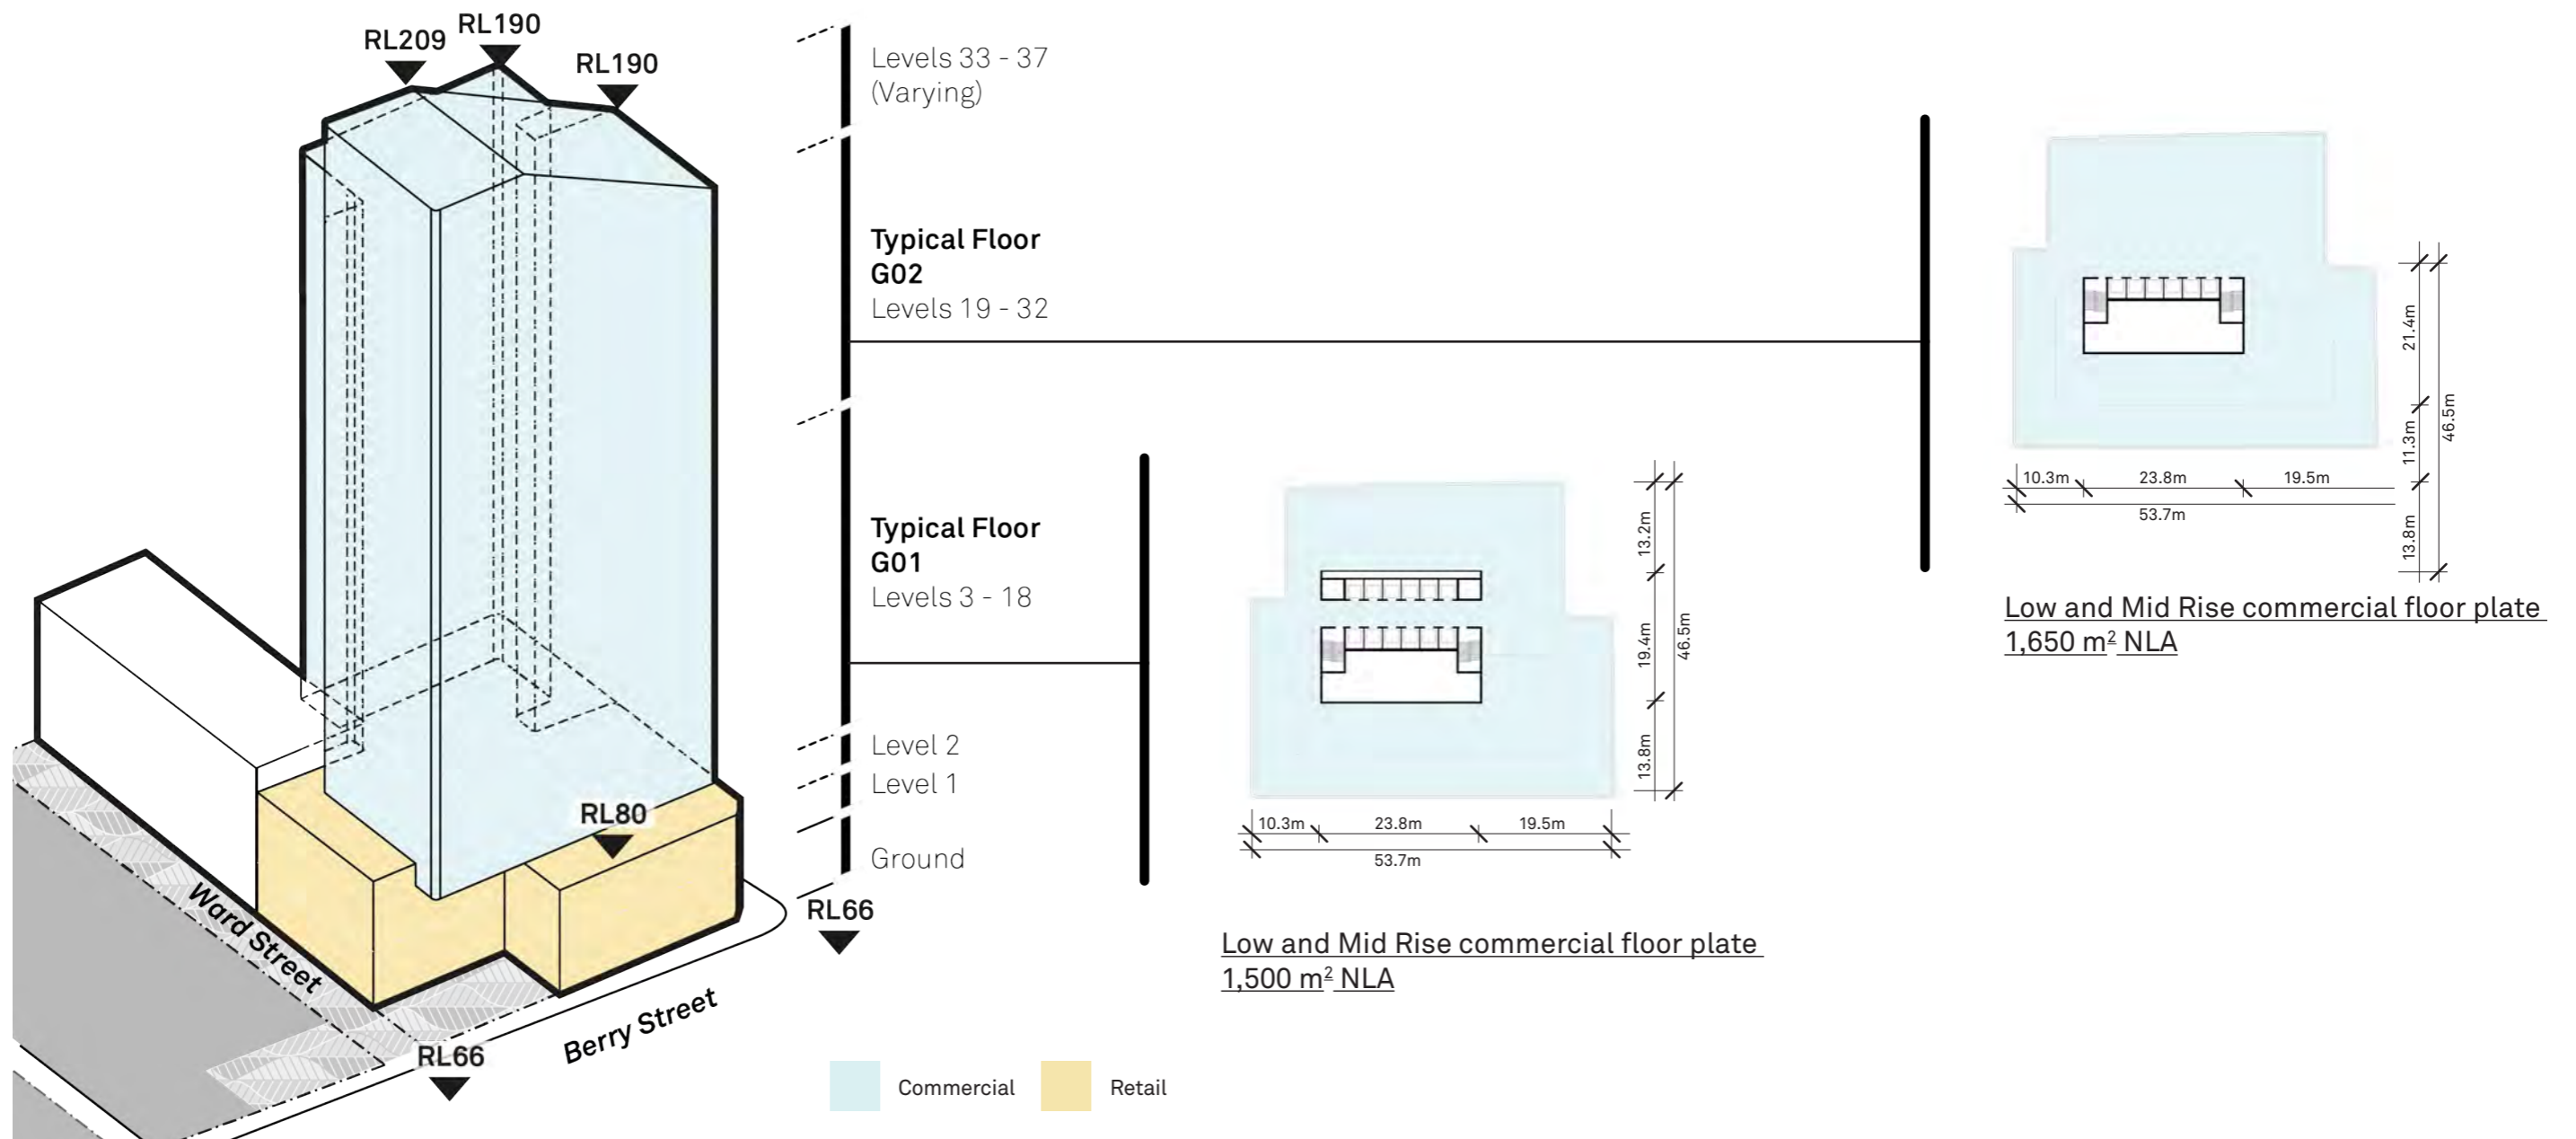 RL209
RL190
RL190
Levels 33 - 37
(Varying)
Typical Floor
G02
Levels 19 - 32
Typical Floor
G01
Levels 3 - 18
Level 2
Level 1
Ground
RL80
RL66
RL66
Ward Street
Berry Street
Commercial
Retail
13.2m
19.4m
13.8m
46.5m
10.3m
23.8m
19.5m
53.7m
Low and Mid Rise commercial floor plate
1,500 m² NLA
21.4m
11.3m
13.8m
46.5m
10.3m
23.8m
19.5m
53.7m
Low and Mid Rise commercial floor plate
1,650 m² NLA